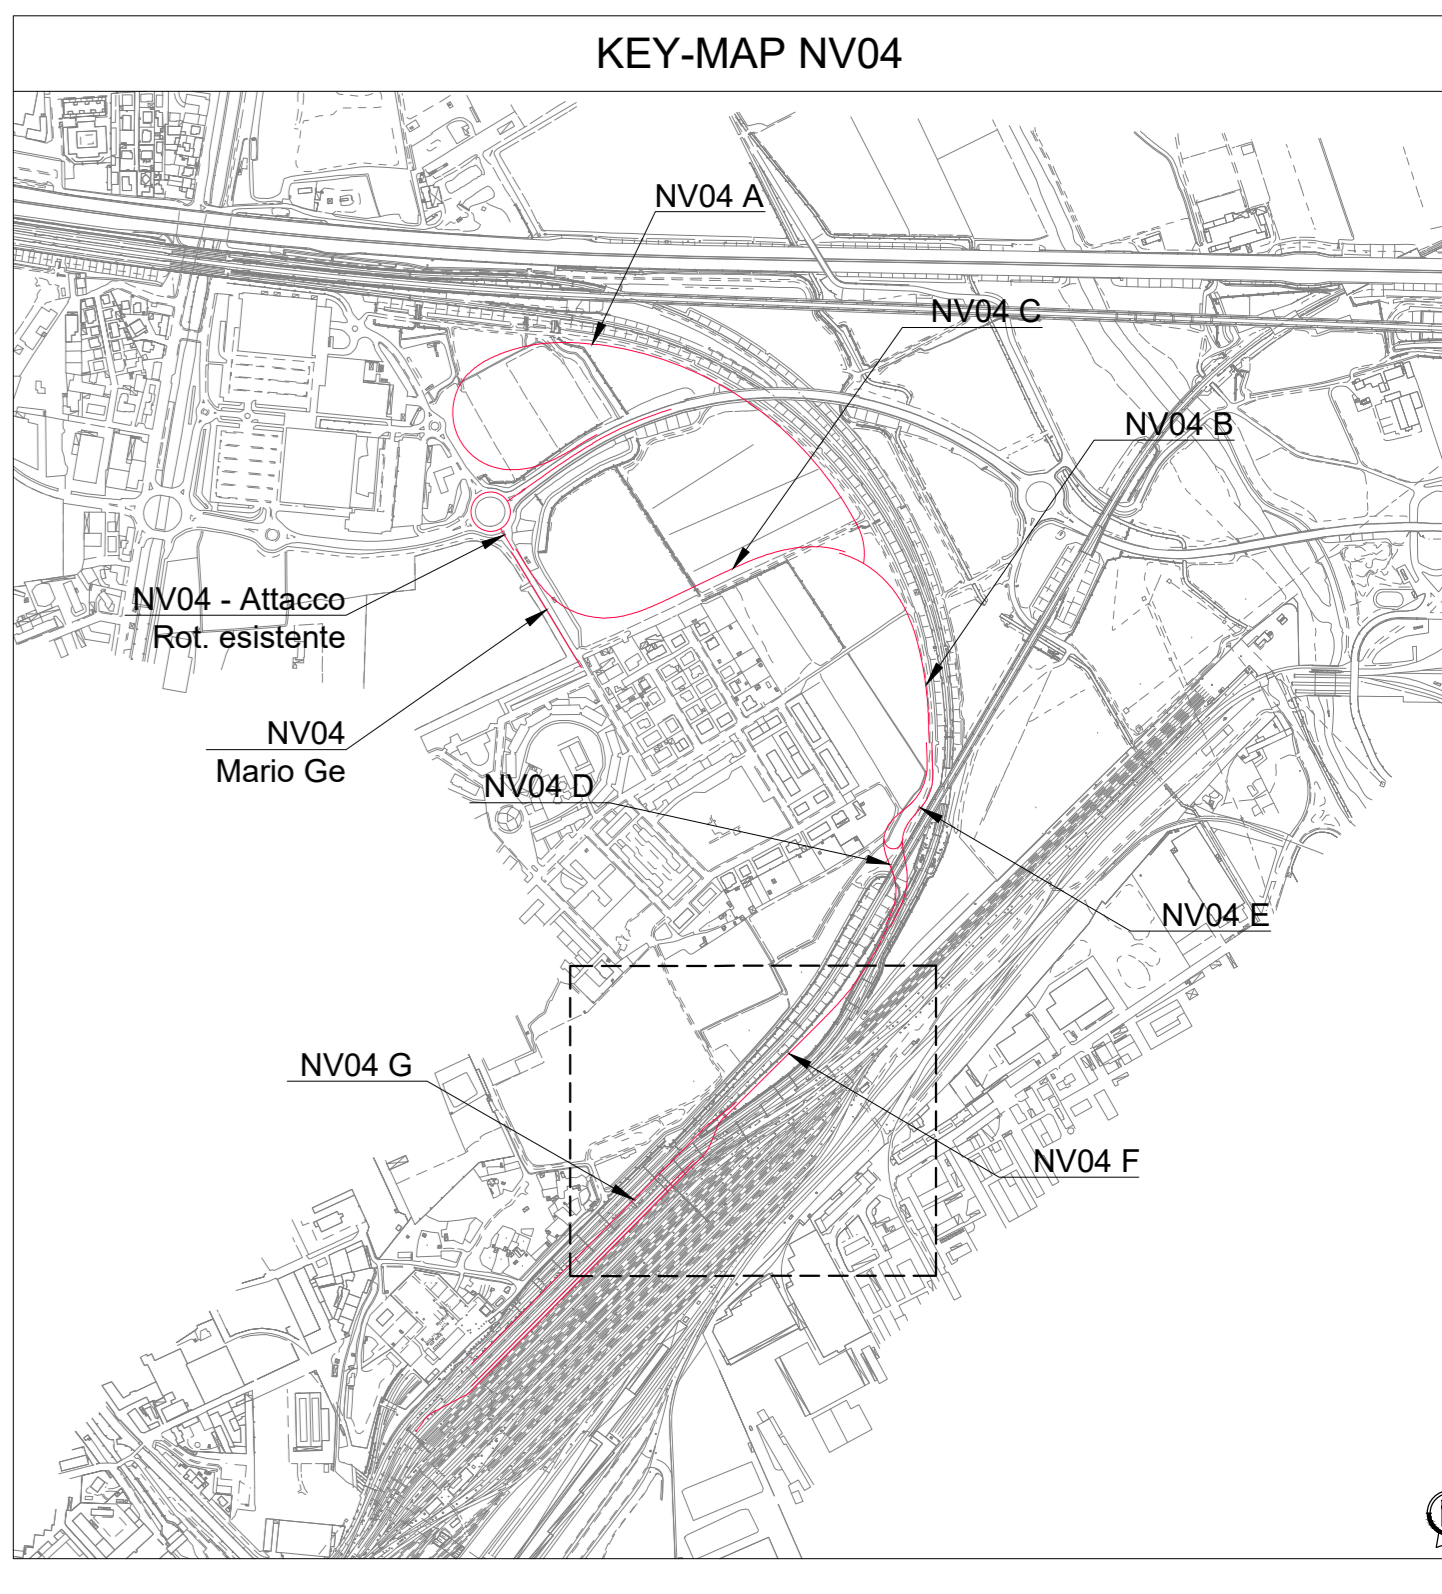 KEY-MAP NV04
NV04 A
NV04 C
NV04 B
NV04 - Attacco
Rot. esistente
NV04
Mario Ge
NV04 D
NV04 E
NV04 G
NV04 F